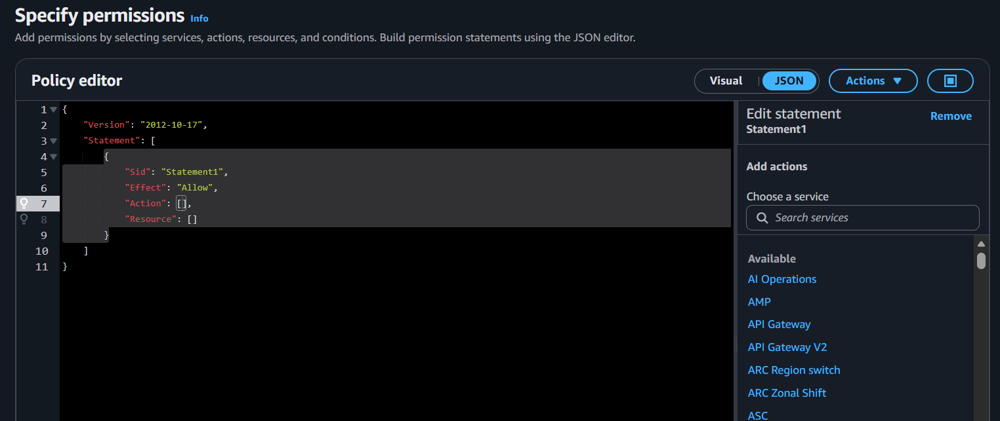 Specify permissions Info
Add permissions by selecting services, actions, resources, and conditions. Build permission statements using the JSON editor.
Policy editor
Visual
JSON
Actions
1 {
2 "Version": "2012-10-17",
3 "Statement": [
4 {
5 "Sid": "Statement1",
6 "Effect": "Allow",
7 "Action": [],
8 "Resource": []
9 }
10 ]
11 }
Edit statement
Remove
Statement1
Add actions
Choose a service
Search services
Available
AI Operations
AMP
API Gateway
API Gateway V2
ARC Region switch
ARC Zonal Shift
ASC